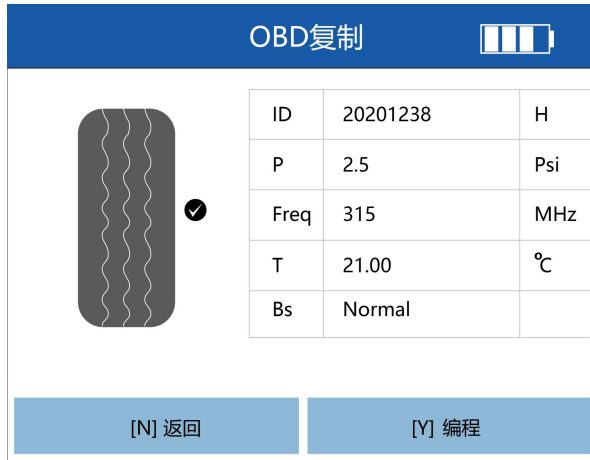 OBD复制
ID 20201238 H
P 2.5 Psi
Freq 315 MHz
T 21.00 ℃
Bs Normal
[N] 返回 [Y] 编程